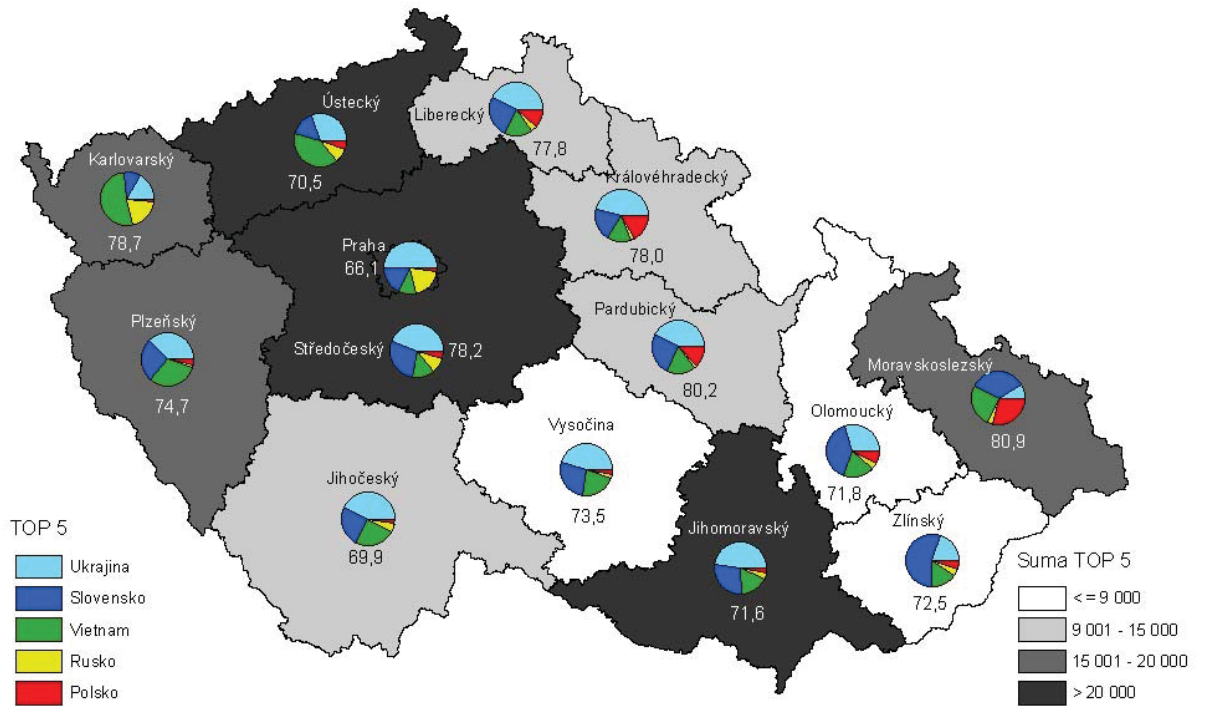 Ústecký
70,5
Liberecký
77,8
Karlovarský
78,7
Královéhradecký
78,0
Praha
66,1
Středočeský
78,2
Pardubický
80,2
Plzeňský
74,7
Moravskoslezský
80,9
Olomoucký
71,8
Vysočina
73,5
Jihočeský
69,9
Jihomoravský
71,6
Zlínský
72,5
TOP 5
Ukrajina
Slovensko
Vietnam
Rusko
Polsko
Suma TOP 5
<= 9 000
9 001 - 15 000
15 001 - 20 000
> 20 000